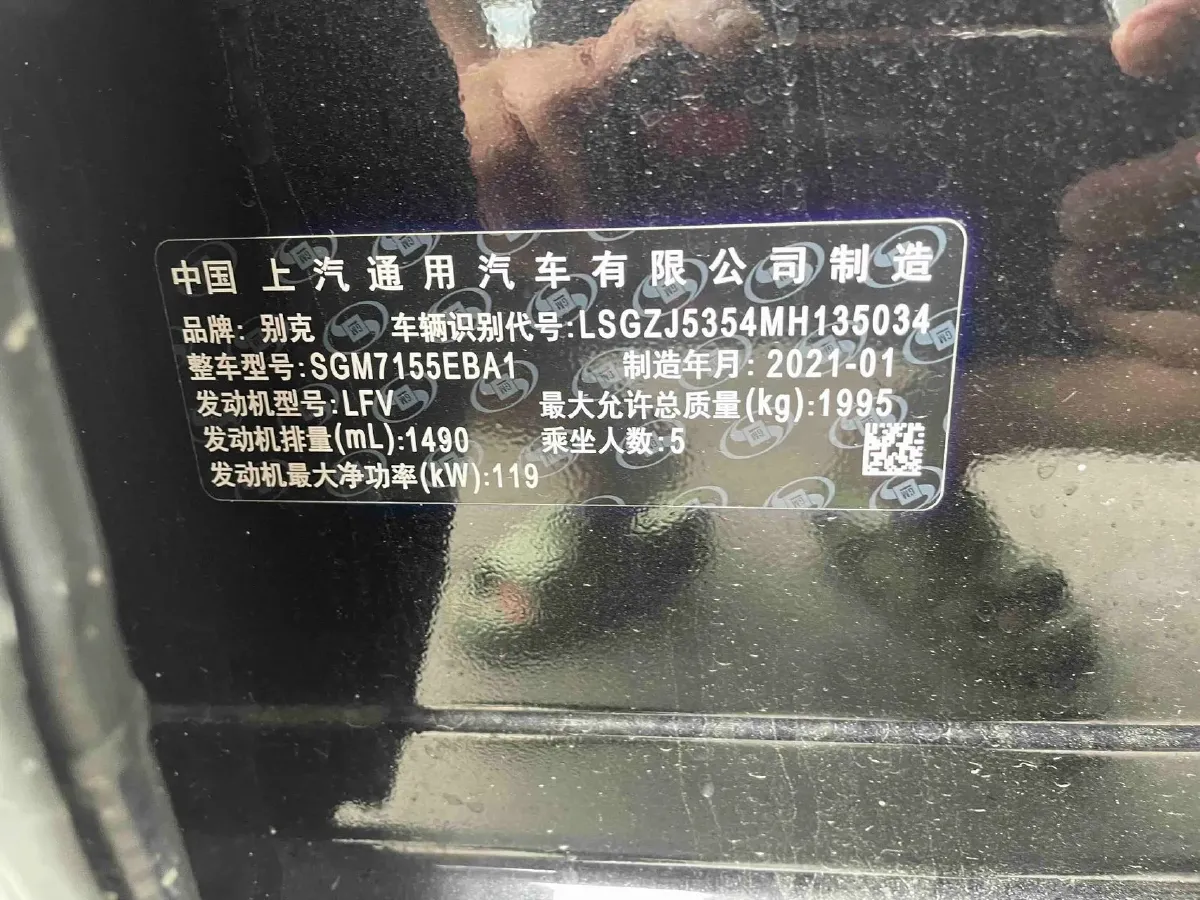 中国 上汽通用汽车有限公司制造
品牌: 别克 车辆识别代号:LSGZJ5354MH135034
整车型号:SGM7155EBA1 制造年月: 2021-01
发动机型号:LFV 最大允许总质量(kg):1995
发动机排量(mL):1490 乘坐人数:5
发动机最大净功率(kW):119